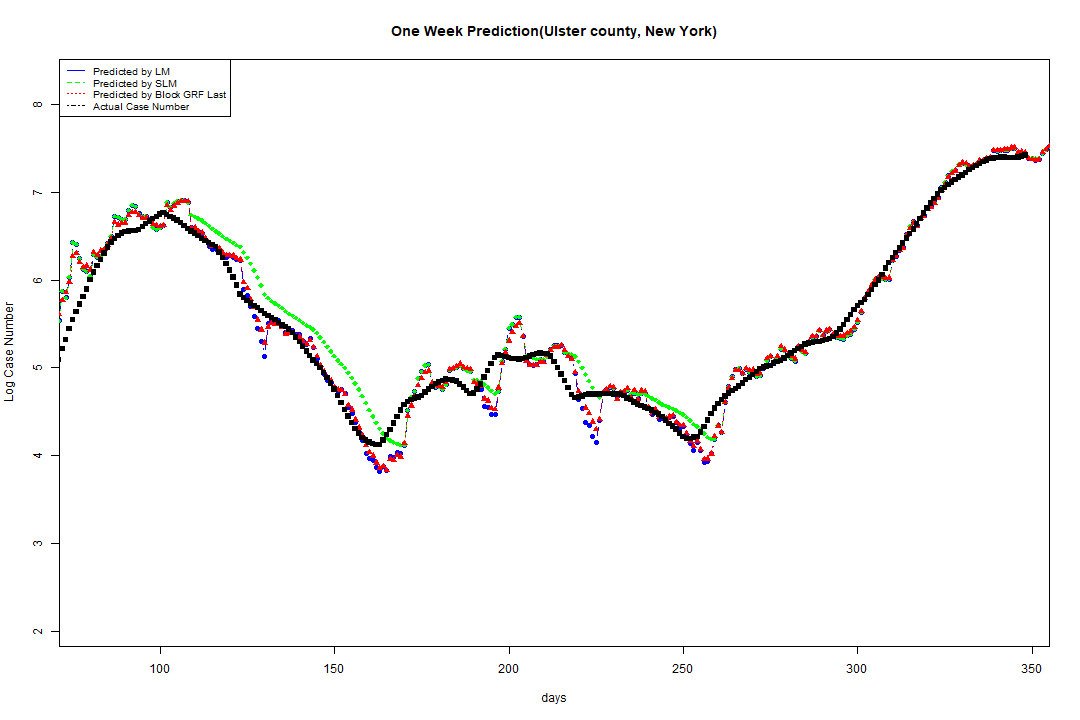 One Week Prediction(Ulster county, New York)
Predicted by LM
Predicted by SLM
Predicted by Block GRF Last
Actual Case Number
8
7
6
5
4
3
2
Log Case Number
100 150 200 250 300 350
days